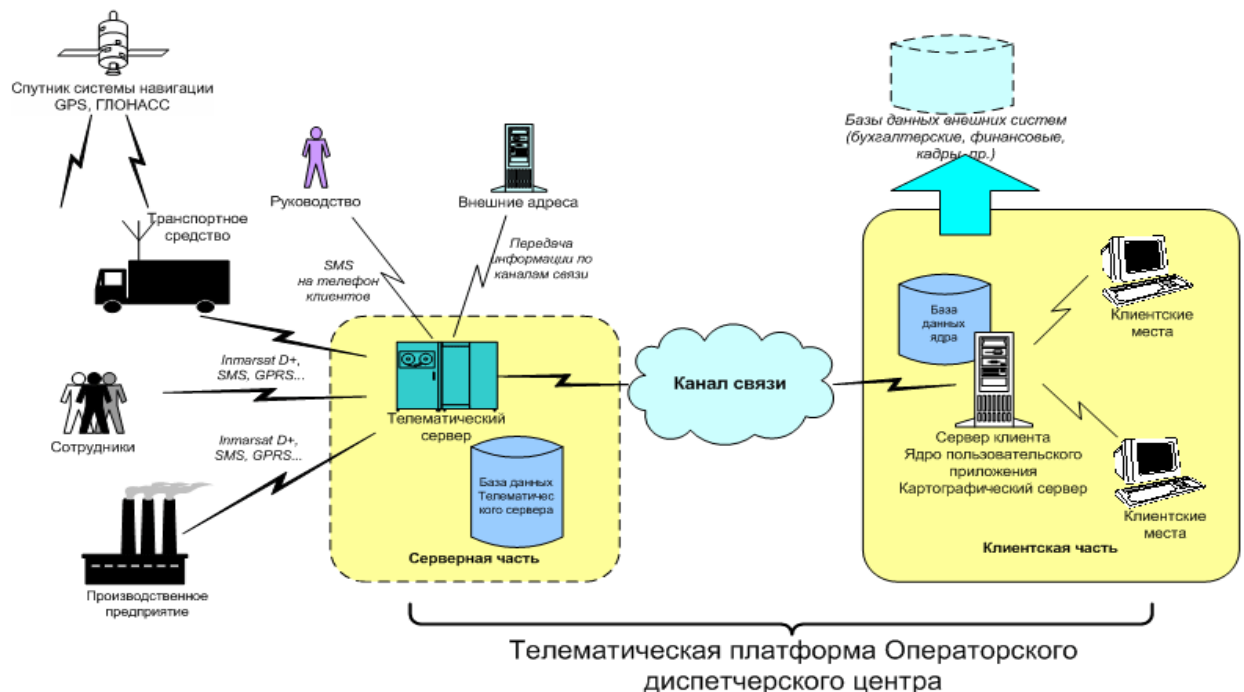 Спутник системы навигации
GPS, ГЛОНАСС
Транспортное
средство
Руководство
Внешние адреса
SMS
на телефон
клиентов
Передача
информации по
каналам связи
Inmarsat D+,
SMS, GPRS...
Сотрудники
Inmarsat D+,
SMS, GPRS...
Производственное
предприятие
Телематический
сервер
База данных
Телематичес
кого сервера
Серверная часть
Канал связи
Базы данных внешних систем
(бухгалтерские, финансовые,
кадры, пр.)
База
данных
ядра
Сервер клиента
Ядро пользовательского
приложения
Картографический сервер
Клиентские
места
Клиентские
места
Клиентская часть
Телематическая платформа Операторского
диспетчерского центра